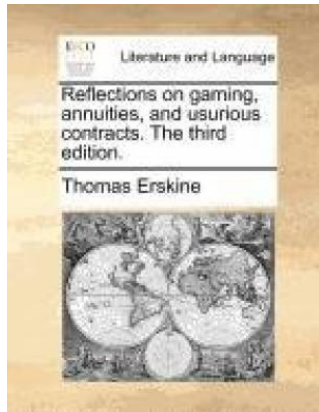 ECCO
Literature and Language
Reflections on gaming,
annuities, and usurious
contracts. The third
edition.
Thomas Erskine